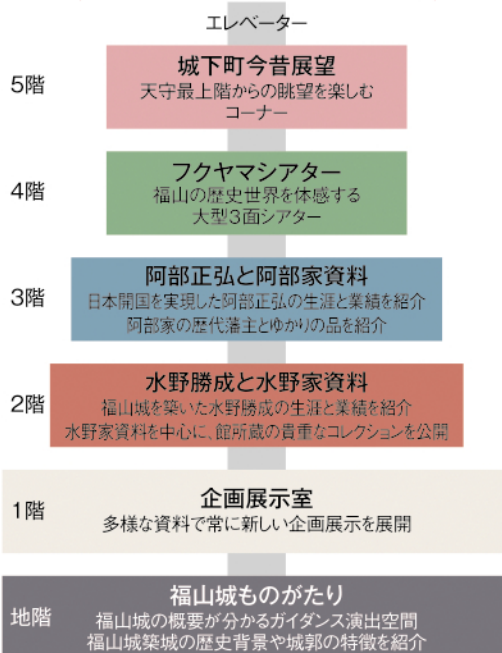 エレベーター
5階
城下町今昔展望
天守最上階からの眺望を楽しむ
コーナー
4階
フクヤマシアター
福山の歴史世界を体感する
大型3面シアター
3階
阿部正弘と阿部家資料
日本開国を実現した阿部正弘の生涯と業績を紹介
阿部家の歴代藩主とゆかりの品を紹介
2階
水野勝成と水野家資料
福山城を築いた水野勝成の生涯と業績を紹介
水野家資料を中心に、館所蔵の貴重なコレクションを公開
1階
企画展示室
多様な資料で常に新しい企画展示を展開
地階
福山城ものがたり
福山城の概要が分かるガイダンス演出空間
福山城築城の歴史背景や城郭の特徴を紹介